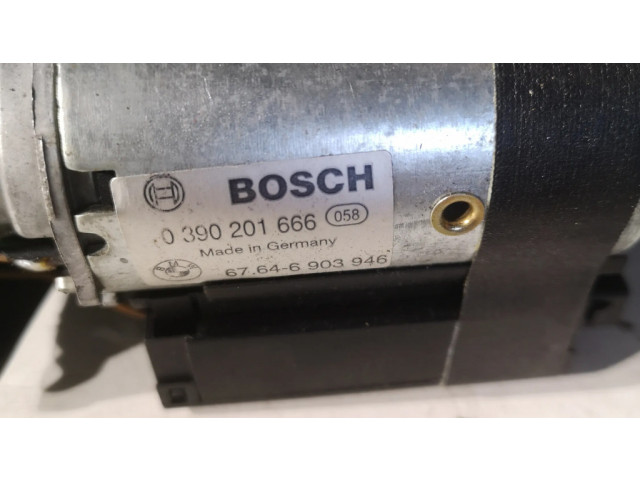 BOSCH
0 390 201 666 058
Made in Germany
67.64-6 903 946